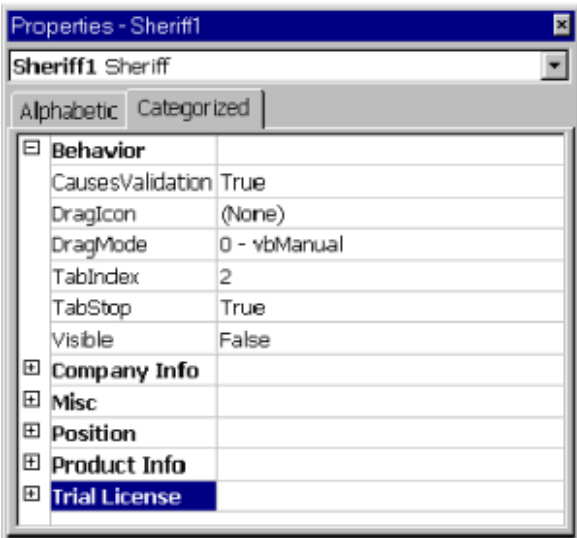 Properties - Sheriff1
Sheriff1 Sheriff
Alphabetic Categorized
Behavior
CausesValidation True
DragIcon (None)
DragMode 0 - vbManual
TabIndex 2
TabStop True
Visible False
Company Info
Misc
Position
Product Info
Trial License